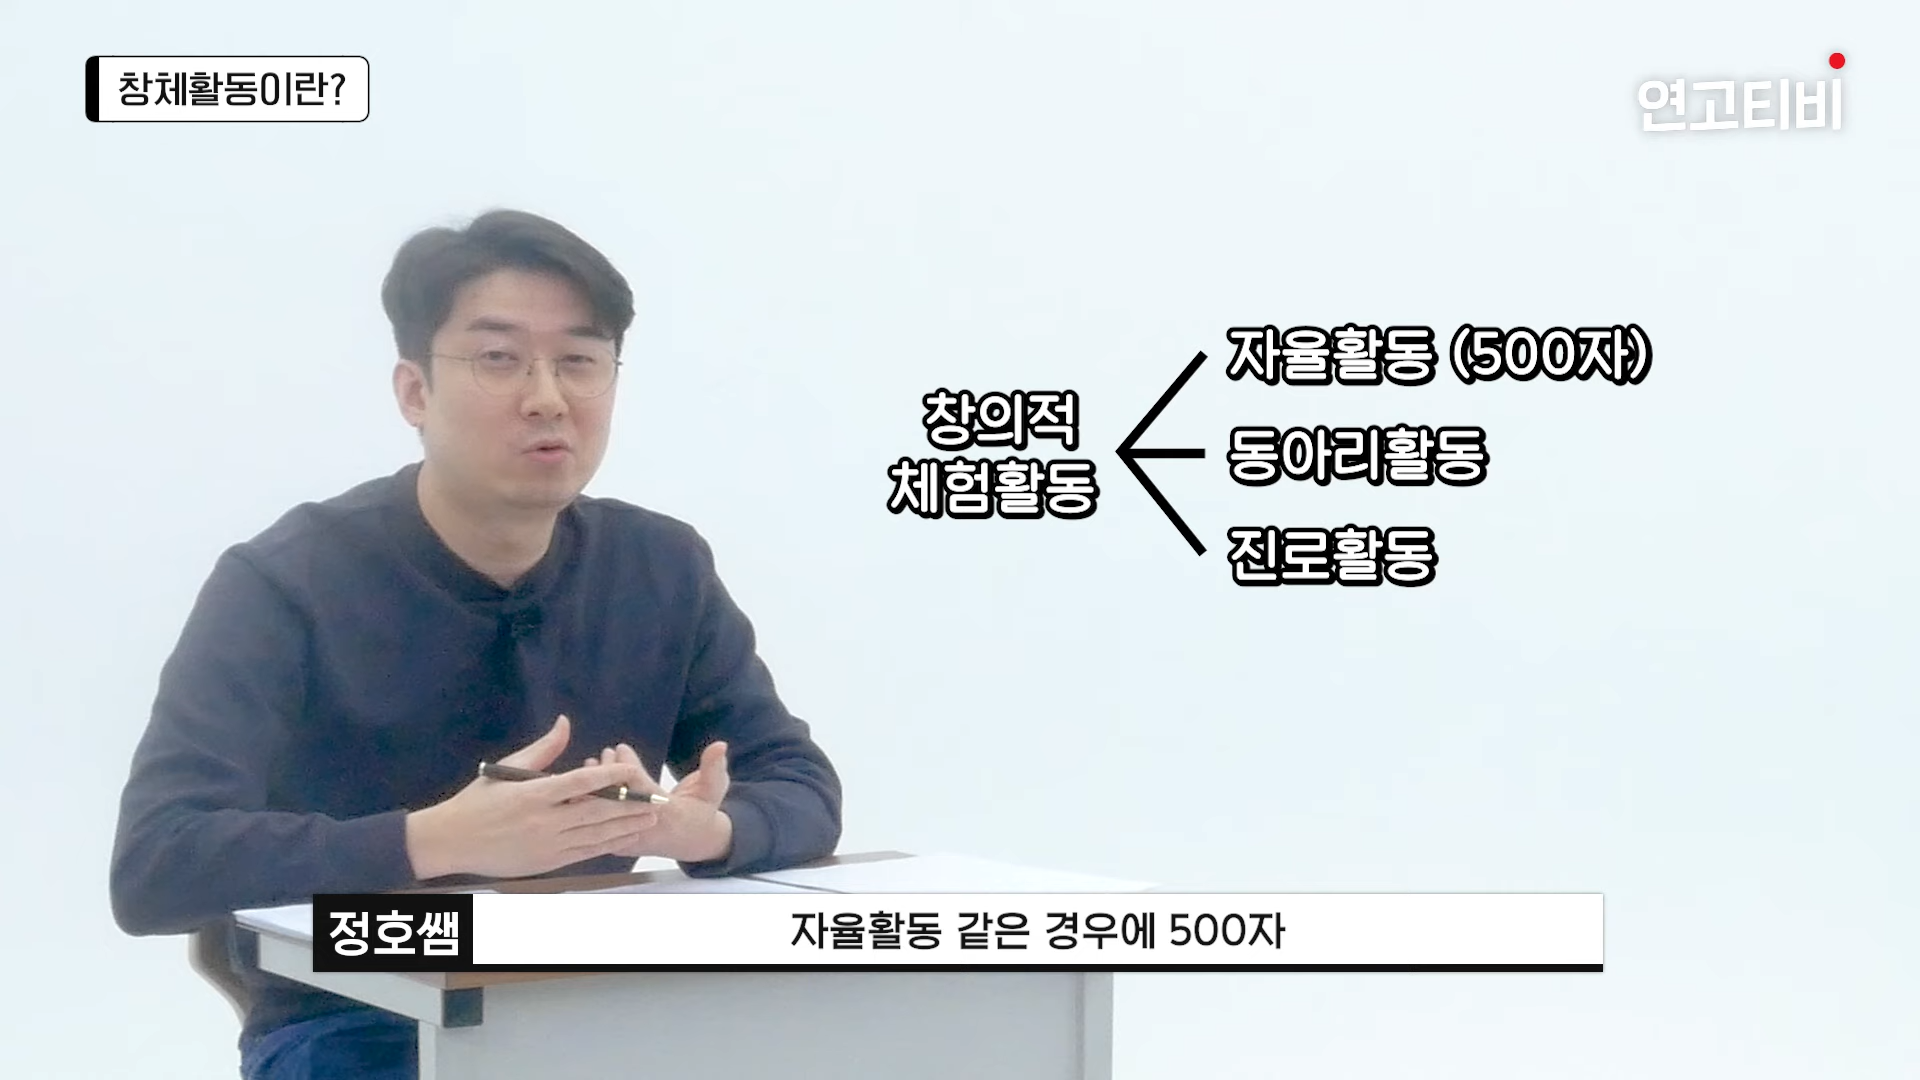 창체활동이란?
연고티비
창의적
체험활동
자율활동 (500자)
동아리활동
진로활동
정호쌤
자율활동 같은 경우에 500자